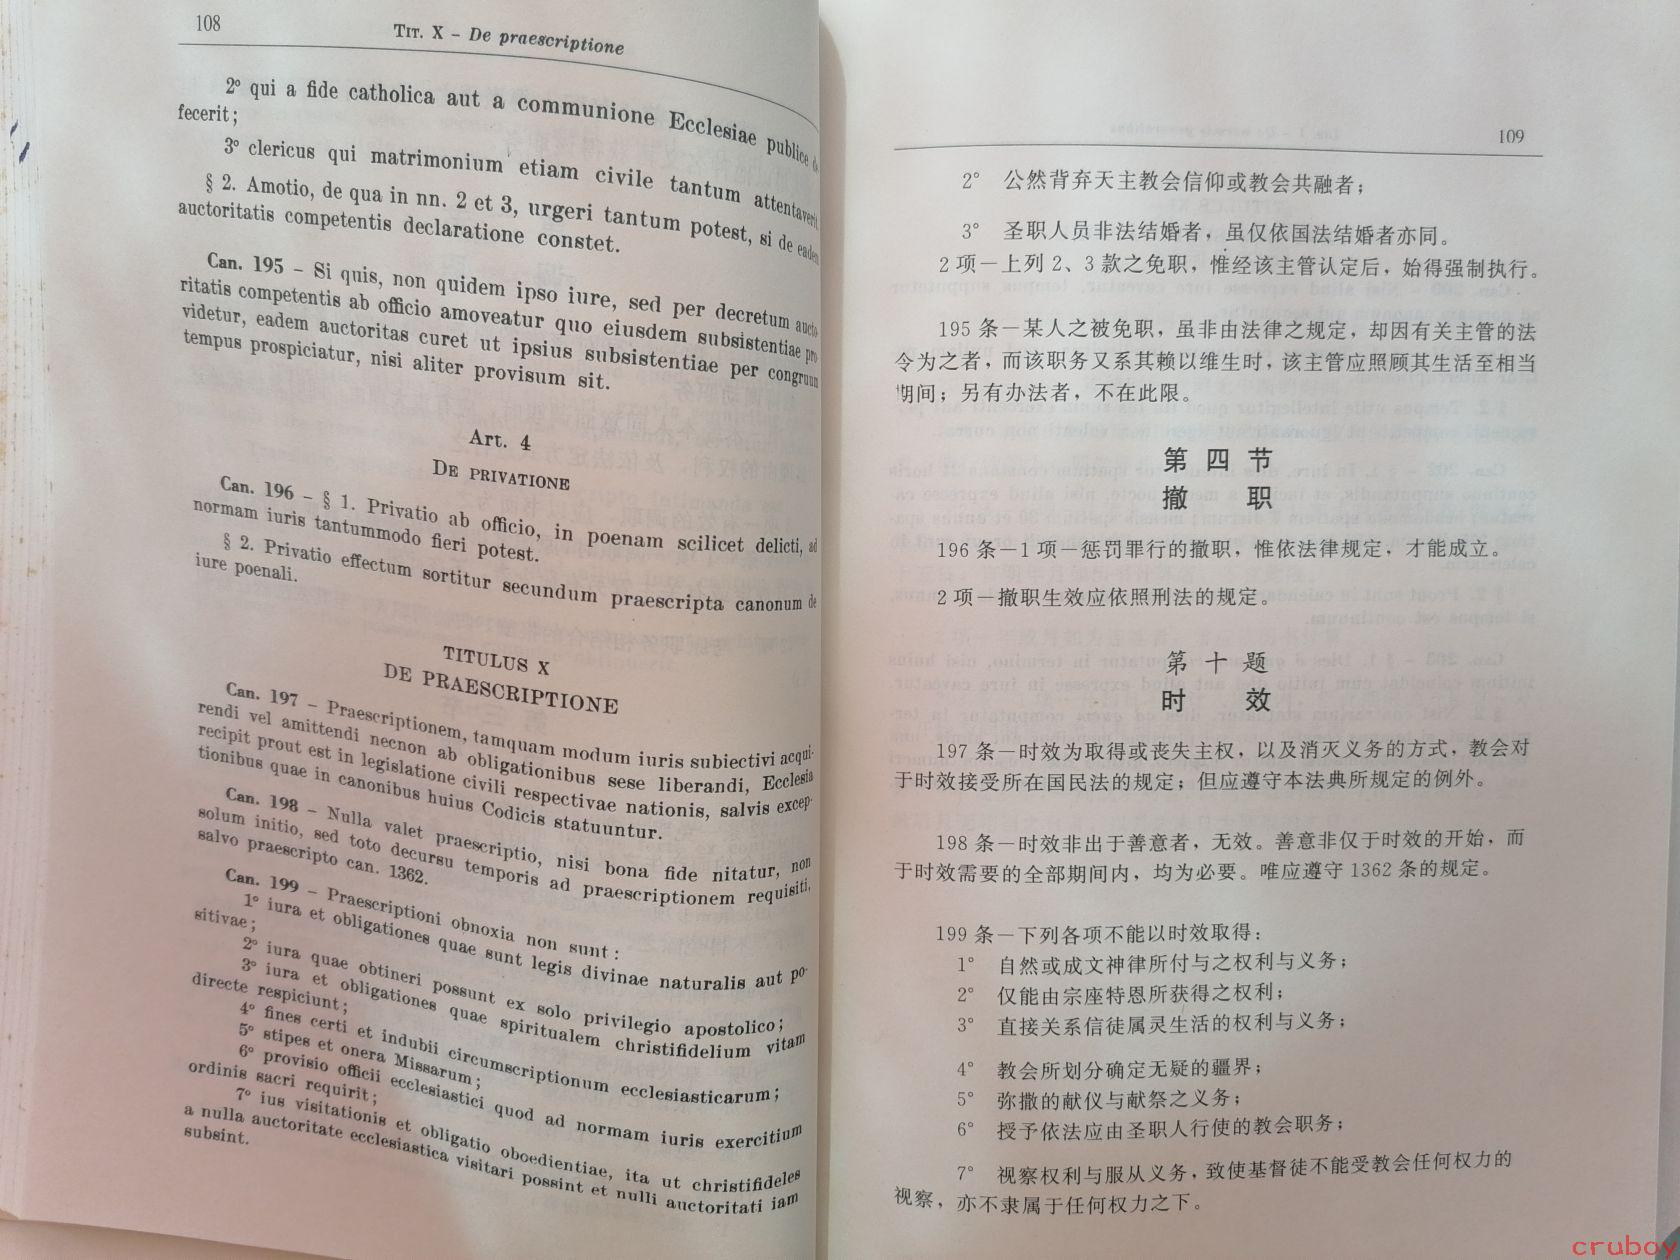 108
TIT. X – De praescriptione
2º qui a fide catholica aut a communione Ecclesiae publice de-
fecerit;
3º clericus qui matrimonium etiam civile tantum attentaverit
§ 2. Amotio, de qua in nn. 2 et 3, urgeri tantum potest, si de eadem
auctoritatis competentis declaratione constet.
Can. 195 – Si quis, non quidem ipso iure, sed per decretum aucto-
ritatis competentis ab officio amoveatur quo eiusdem subsistentiae pro-
videtur, eadem auctoritas curet ut ipsius subsistentiae per congruum
tempus prospiciatur, nisi aliter provisum sit.
Art. 4
DE PRIVATIONE
Can. 196 – § 1. Privatio ab officio, in poenam scilicet delicti, ad
normam iuris tantummodo fieri potest.
§ 2. Privatio effectum sortitur secundum praescripta canonum de
iure poenali.
TITULUS X
DE PRAESCRIPTIONE
Can. 197 – Praescriptionem, tamquam modum iuris subiectivi acqui-
rendi vel amittendi necnon ab obligationibus sese liberandi, Ecclesia
recipit prout est in legislatione civili respectivae nationis, salvis excep-
tionibus quae in canonibus huius Codicis statuuntur.
Can. 198 – Nulla valet praescriptio, nisi bona fide nitatur, non
solum initio, sed toto decursu temporis ad praescriptionem requisiti,
salvo praescripto can. 1362.
Can. 199 – Praescriptioni obnoxia non sunt:
1º iura et obligationes quae sunt legis divinae naturalis aut po-
sitivae;
2º iura quae obtineri possunt ex solo privilegio apostolico;
3º iura et obligationes quae spiritualem christifidelium vitam
directe respiciunt;
4º fines certi et indubii circumscriptionum ecclesiasticarum;
5º stipes et onera Missarum;
6º provisio officii ecclesiastici quod ad normam iuris exercitium
ordinis sacri requirit;
7º ius visitationis et obligatio oboedientiae, ita ut christifideles
a nulla auctoritate ecclesiastica visitari possint et nulli auctoritati iam
subsint.
109
2° 公然背弃天主教会信仰或教会共融者；
3° 圣职人员非法结婚者，虽仅依国法结婚者亦同。
2项－上列2、3款之免职，惟经该主管认定后，始得强制执行。
195条－某人之被免职，虽非由法律之规定，却因有关主管的法
令为之者，而该职务又系其赖以维生时，该主管应照顾其生活至相当
期间；另有办法者，不在此限。
第四节
撤职
196条－1项－惩罚罪行的撤职，惟依法律规定，才能成立。
2项－撤职生效应依照刑法的规定。
第十题
时效
197条－时效为取得或丧失主权，以及消灭义务的方式，教会对
于时效接受所在国民法的规定；但应遵守本法典所规定的例外。
198条－时效非出于善意者，无效。善意非仅于时效的开始，而
于时效需要的全部期间内，均为必要。唯应遵守1362条的规定。
199条－下列各项不能以时效取得：
1° 自然或成文神律所付与之权利与义务；
2° 仅能由宗座特恩所获得之权利；
3° 直接关系信徒属灵生活的权利与义务；
4° 教会所划分确定无疑的疆界；
5° 弥撒的献仪与献祭之义务；
6° 授予依法应由圣职人行使的教会职务；
7° 视察权利与服从义务，致使基督徒不能受教会任何权力的
视察，亦不隶属于任何权力之下。
cruboy